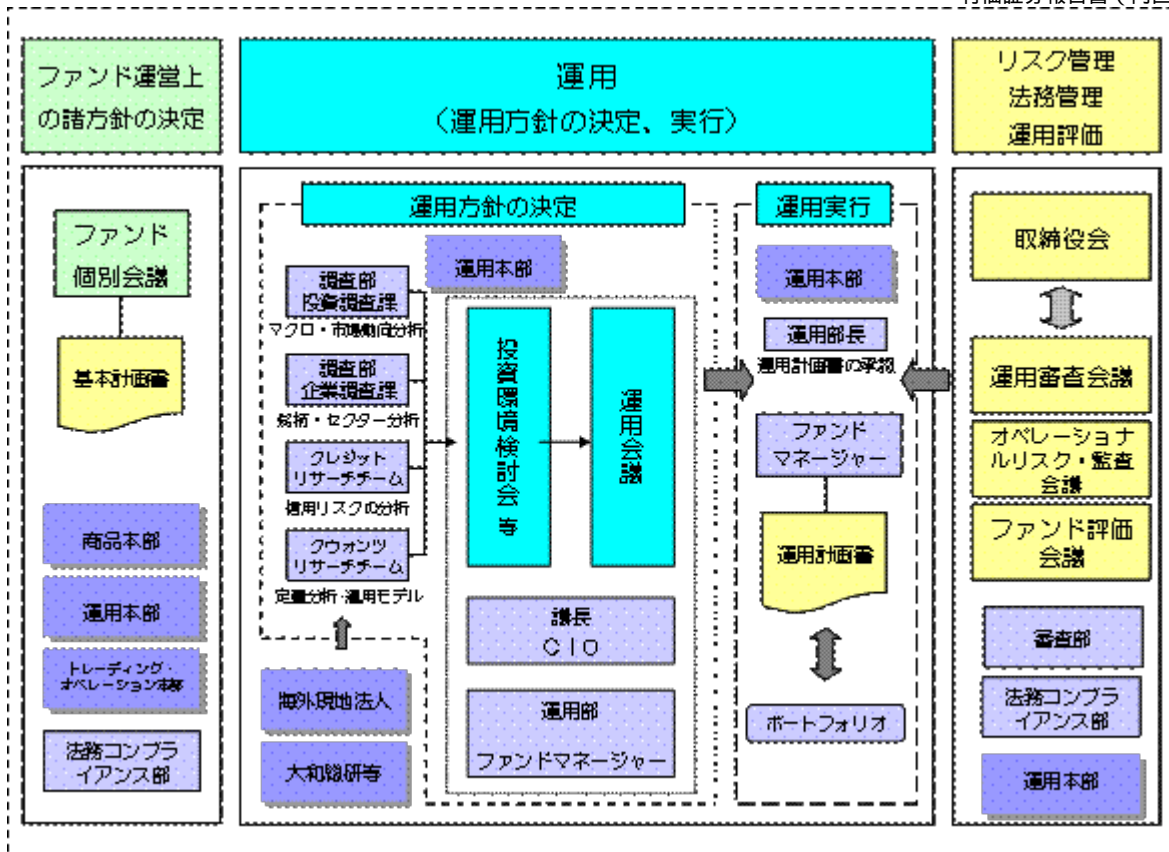 有価証券報告書（内国
ファンド運営上
の諸方針の決定
運用
（運用方針の決定、実行）
リスク管理
法務管理
運用評価
ファンド
個別会議
基本計画書
商品本部
運用本部
トレーディング・
オペレーション本部
法務コンプラ
イアンス部
運用方針の決定
運用本部
調査部
投資調査課
マクロ・市場動向分析
調査部
企業調査課
銘柄・セクター分析
クレジット
リサーチチーム
信用リスクの分析
クウォンツ
リサーチチーム
定量分析・運用モデル
海外現地法人
大和総研等
投資環境検討会 等
運用会議
議長
ＣＩＯ
運用部
ファンドマネージャー
運用実行
運用本部
運用部長
運用計画書の承認
ファンド
マネージャー
運用計画書
ポートフォリオ
取締役会
運用審査会議
オペレーショナ
ルリスク・監査
会議
ファンド評価
会議
審査部
法務コンプラ
イアンス部
運用本部